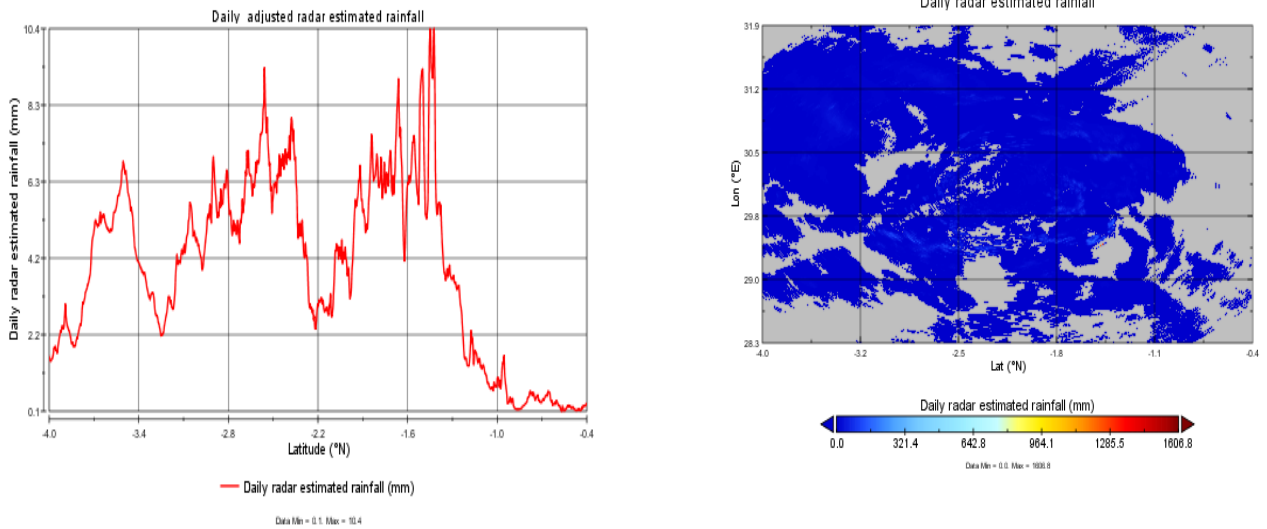 Daily adjusted radar estimated rainfall
Daily radar estimated rainfall (mm)
10.4
8.3
6.3
4.2
2.2
0.1
-4.0 -3.4 -2.8 -2.2 -1.6 -1.0 -0.4
Latitude (°N)
Daily radar estimated rainfall (mm)
Data Min = 0.1, Max = 10.4
Daily radar estimated rainfall
Lon (°E)
31.9
31.2
30.5
29.8
29.0
28.3
-4.0 -3.2 -2.5 -1.8 -1.1 -0.4
Lat (°N)
Daily radar estimated rainfall (mm)
0.0 321.4 642.8 964.1 1285.5 1606.8
Data Min = 0.0, Max = 1606.8